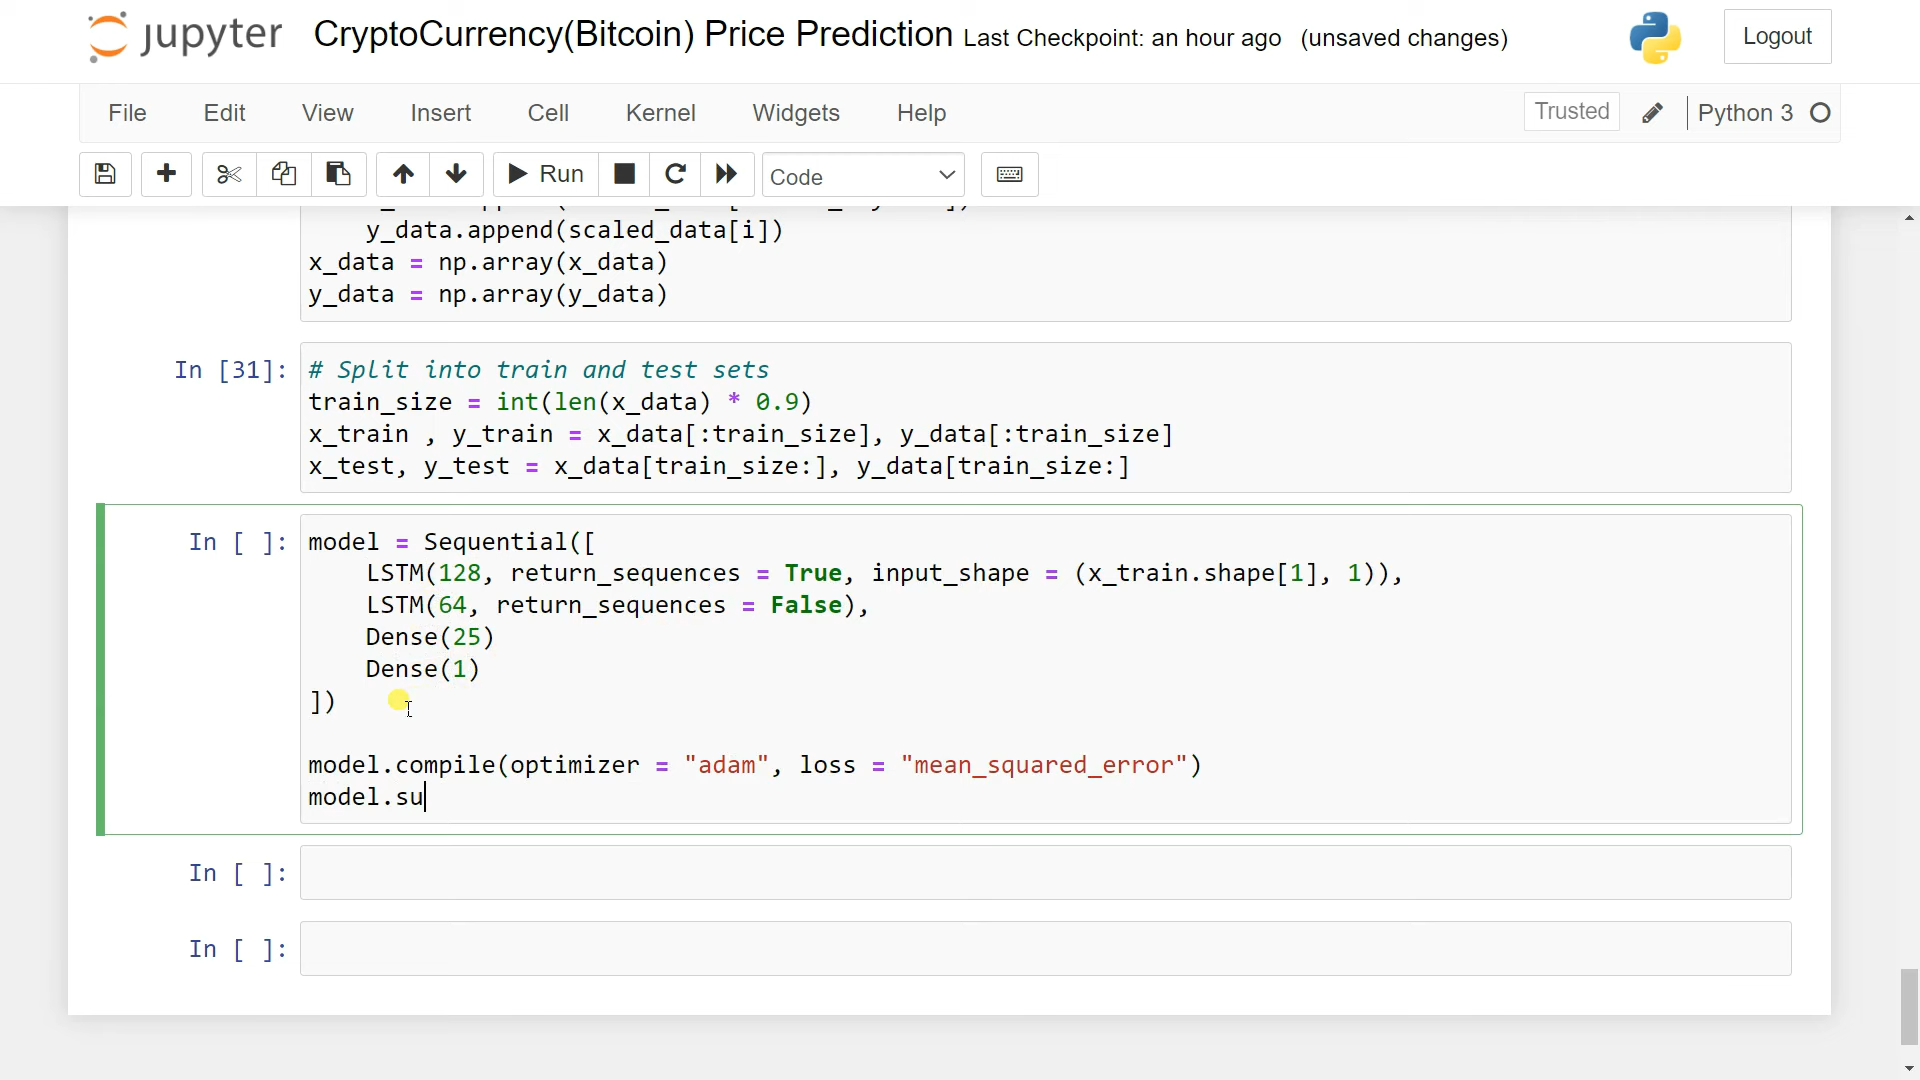 jupyter CryptoCurrency(Bitcoin) Price Prediction Last Checkpoint: an hour ago (unsaved changes) Logout
File Edit View Insert Cell Kernel Widgets Help Trusted Python 3
Run Code
y_data.append(scaled_data[i])
x_data = np.array(x_data)
y_data = np.array(y_data)
In [31]: # Split into train and test sets
train_size = int(len(x_data) * 0.9)
x_train , y_train = x_data[:train_size], y_data[:train_size]
x_test, y_test = x_data[train_size:], y_data[train_size:]
In [ ]: model = Sequential([
LSTM(128, return_sequences = True, input_shape = (x_train.shape[1], 1)),
LSTM(64, return_sequences = False),
Dense(25)
Dense(1)
])
model.compile(optimizer = "adam", loss = "mean_squared_error")
model.su
In [ ]:
In [ ]: